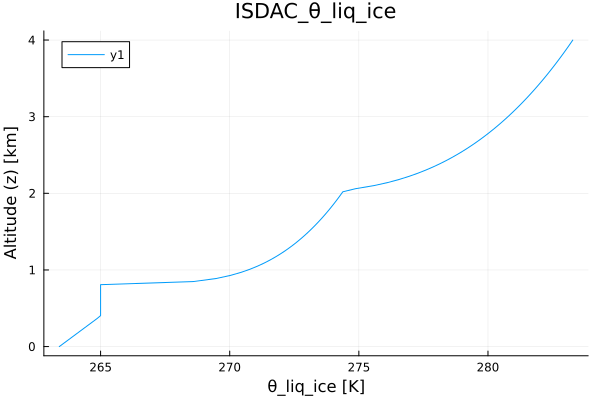 ISDAC_θ_liq_ice
y1
Altitude (z) [km]
4
3
2
1
0
265 270 275 280
θ_liq_ice [K]